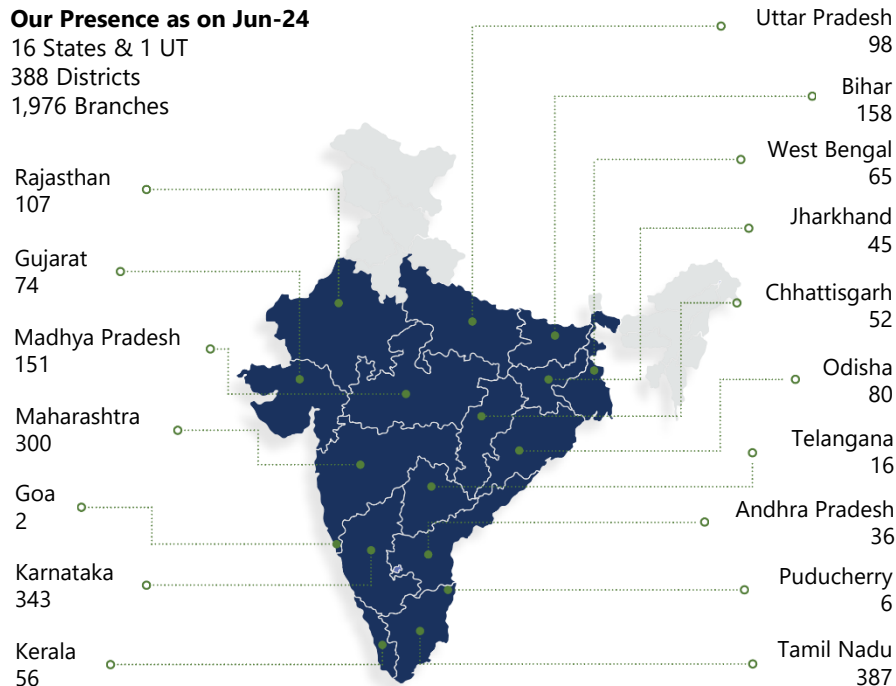 Our Presence as on Jun-24
16 States & 1 UT
388 Districts
1,976 Branches
Rajasthan
107
Gujarat
74
Madhya Pradesh
151
Maharashtra
300
Goa
2
Karnataka
343
Kerala
56
Uttar Pradesh
98
Bihar
158
West Bengal
65
Jharkhand
45
Chhattisgarh
52
Odisha
80
Telangana
16
Andhra Pradesh
36
Puducherry
6
Tamil Nadu
387